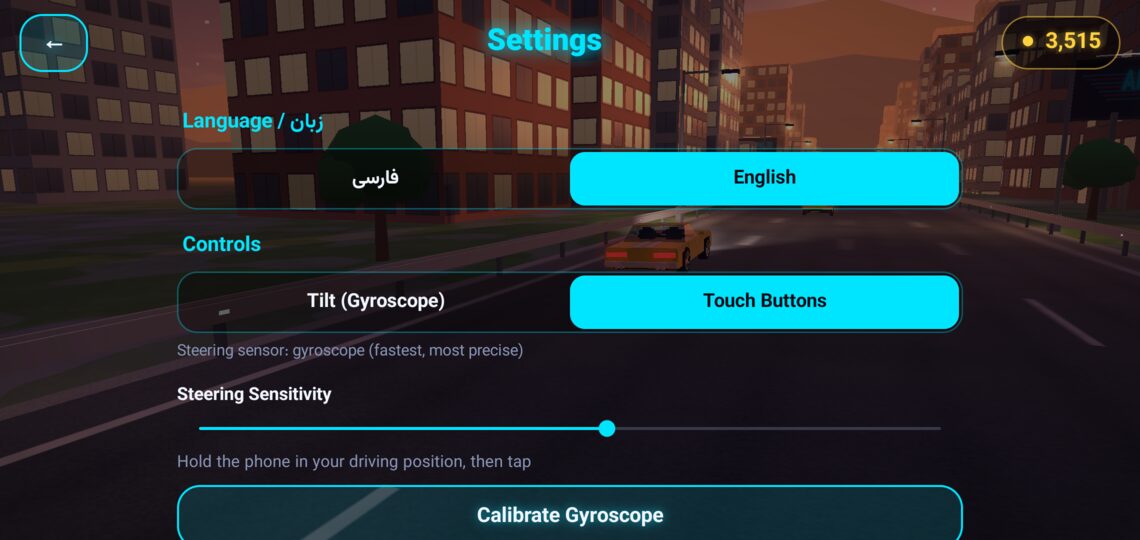 ←
Settings
3,515
Language / زبان
فارسی
English
Controls
Tilt (Gyroscope)
Touch Buttons
Steering sensor: gyroscope (fastest, most precise)
Steering Sensitivity
Hold the phone in your driving position, then tap
Calibrate Gyroscope